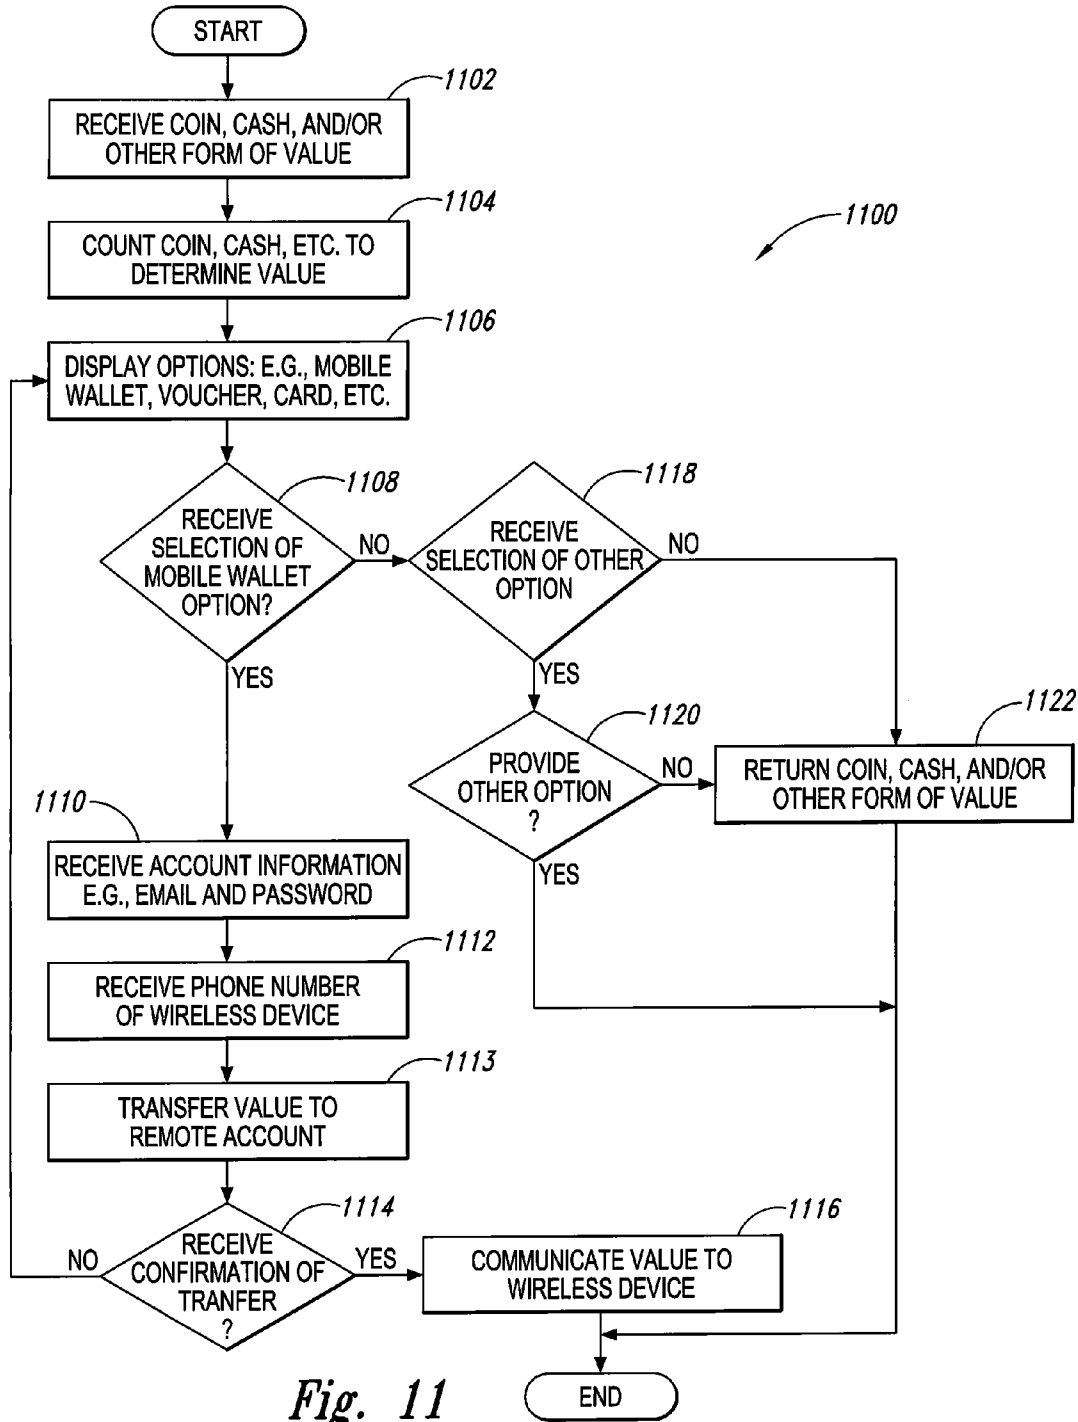 START
1102
RECEIVE COIN, CASH, AND/OR
OTHER FORM OF VALUE
1104
COUNT COIN, CASH, ETC. TO
DETERMINE VALUE
1100
1106
DISPLAY OPTIONS: E.G., MOBILE
WALLET, VOUCHER, CARD, ETC.
1108
RECEIVE
SELECTION OF
MOBILE WALLET
OPTION?
NO
YES
1118
RECEIVE
SELECTION OF OTHER
OPTION
NO
YES
1120
PROVIDE
OTHER OPTION
?
NO
YES
1122
RETURN COIN, CASH, AND/OR
OTHER FORM OF VALUE
1110
RECEIVE ACCOUNT INFORMATION
E.G., EMAIL AND PASSWORD
1112
RECEIVE PHONE NUMBER
OF WIRELESS DEVICE
1113
TRANSFER VALUE TO
REMOTE ACCOUNT
1114
RECEIVE
CONFIRMATION OF
TRANFER
?
NO
YES
1116
COMMUNICATE VALUE TO
WIRELESS DEVICE
END
Fig. 11